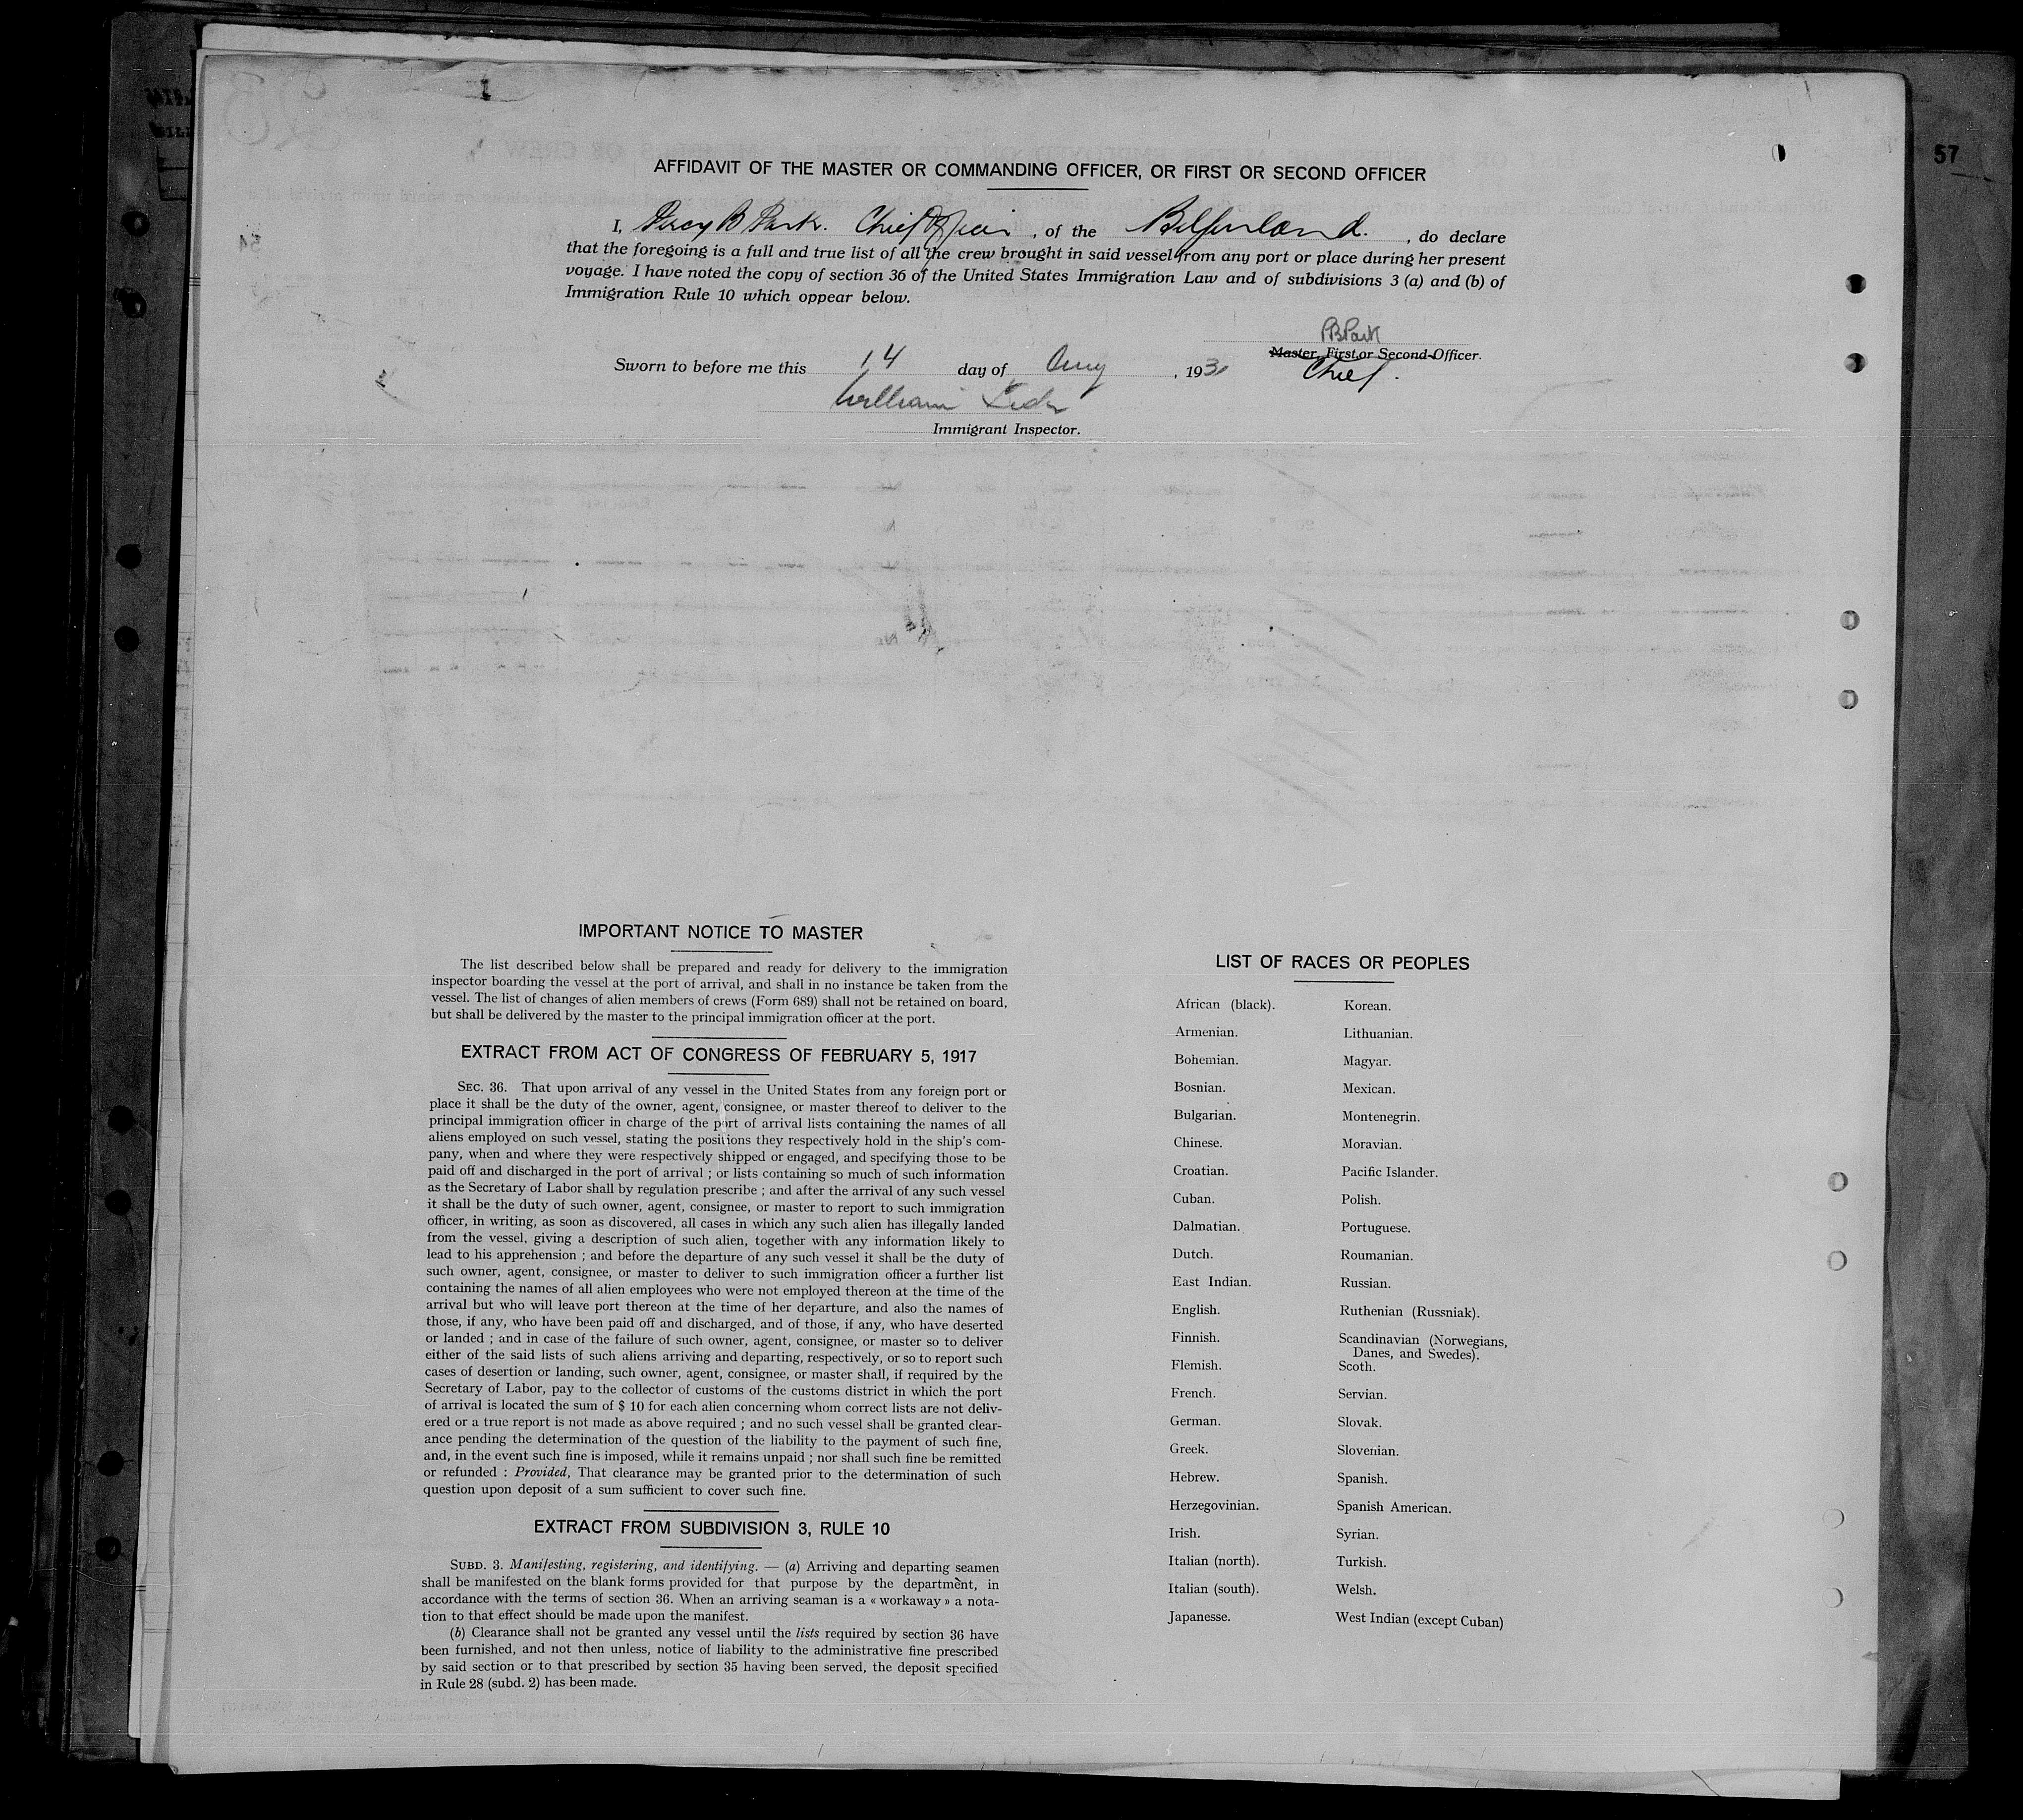 57
AFFIDAVIT OF THE MASTER OR COMMANDING OFFICER, OR FIRST OR SECOND OFFICER
I, Percy B Park. Chief Officer, of the Belgenland., do declare
that the foregoing is a full and true list of all the crew brought in said vessel from any port or place during her present
voyage. I have noted the copy of section 36 of the United States Immigration Law and of subdivisions 3 (a) and (b) of
Immigration Rule 10 which oppear below.
PBPark
Master, First or Second Officer.
Chief.
Sworn to before me this 14 day of Aug, 193
William
Immigrant Inspector.
IMPORTANT NOTICE TO MASTER
The list described below shall be prepared and ready for delivery to the immigration
inspector boarding the vessel at the port of arrival, and shall in no instance be taken from the
vessel. The list of changes of alien members of crews (Form 689) shall not be retained on board,
but shall be delivered by the master to the principal immigration officer at the port.
EXTRACT FROM ACT OF CONGRESS OF FEBRUARY 5, 1917
SEC. 36. That upon arrival of any vessel in the United States from any foreign port or
place it shall be the duty of the owner, agent, consignee, or master thereof to deliver to the
principal immigration officer in charge of the port of arrival lists containing the names of all
aliens employed on such vessel, stating the positions they respectively hold in the ship's com-
pany, when and where they were respectively shipped or engaged, and specifying those to be
paid off and discharged in the port of arrival ; or lists containing so much of such information
as the Secretary of Labor shall by regulation prescribe ; and after the arrival of any such vessel
it shall be the duty of such owner, agent, consignee, or master to report to such immigration
officer, in writing, as soon as discovered, all cases in which any such alien has illegally landed
from the vessel, giving a description of such alien, together with any information likely to
lead to his apprehension ; and before the departure of any such vessel it shall be the duty of
such owner, agent, consignee, or master to deliver to such immigration officer a further list
containing the names of all alien employees who were not employed thereon at the time of the
arrival but who will leave port thereon at the time of her departure, and also the names of
those, if any, who have been paid off and discharged, and of those, if any, who have deserted
or landed ; and in case of the failure of such owner, agent, consignee, or master so to deliver
either of the said lists of such aliens arriving and departing, respectively, or so to report such
cases of desertion or landing, such owner, agent, consignee, or master shall, if required by the
Secretary of Labor, pay to the collector of customs of the customs district in which the port
of arrival is located the sum of $ 10 for each alien concerning whom correct lists are not deliv-
ered or a true report is not made as above required ; and no such vessel shall be granted clear-
ance pending the determination of the question of the liability to the payment of such fine,
and, in the event such fine is imposed, while it remains unpaid ; nor shall such fine be remitted
or refunded : Provided, That clearance may be granted prior to the determination of such
question upon deposit of a sum sufficient to cover such fine.
EXTRACT FROM SUBDIVISION 3, RULE 10
SUBD. 3. Manifesting, registering, and identifying. — (a) Arriving and departing seamen
shall be manifested on the blank forms provided for that purpose by the department, in
accordance with the terms of section 36. When an arriving seaman is a « workaway » a nota-
tion to that effect should be made upon the manifest.
(b) Clearance shall not be granted any vessel until the lists required by section 36 have
been furnished, and not then unless, notice of liability to the administrative fine prescribed
by said section or to that prescribed by section 35 having been served, the deposit specified
in Rule 28 (subd. 2) has been made.
LIST OF RACES OR PEOPLES
African (black).
Armenian.
Bohemian.
Bosnian.
Bulgarian.
Chinese.
Croatian.
Cuban.
Dalmatian.
Dutch.
East Indian.
English.
Finnish.
Flemish.
French.
German.
Greek.
Hebrew.
Herzegovinian.
Irish.
Italian (north).
Italian (south).
Japanesse.
Korean.
Lithuanian.
Magyar.
Mexican.
Montenegrin.
Moravian.
Pacific Islander.
Polish.
Portuguese.
Roumanian.
Russian.
Ruthenian (Russniak).
Scandinavian (Norwegians,
Danes, and Swedes).
Scoth.
Servian.
Slovak.
Slovenian.
Spanish.
Spanish American.
Syrian.
Turkish.
Welsh.
West Indian (except Cuban)